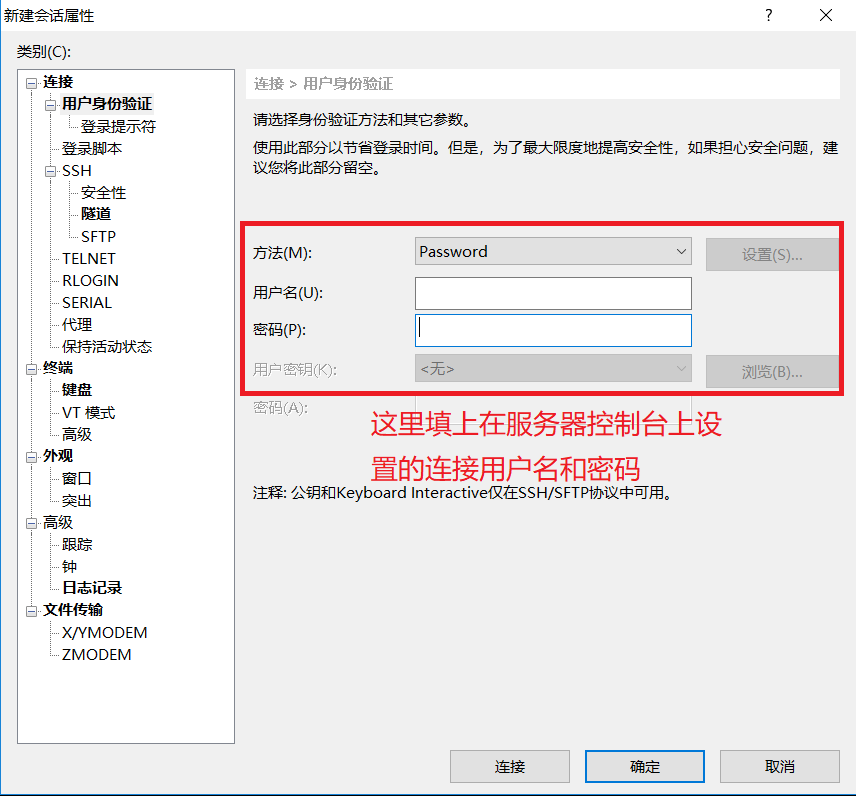 新建会话属性
?
类别(C):
连接
用户身份验证
登录提示符
登录脚本
SSH
安全性
隧道
SFTP
TELNET
RLOGIN
SERIAL
代理
保持活动状态
终端
键盘
VT 模式
高级
外观
窗口
突出
高级
跟踪
钟
日志记录
文件传输
X/YMODEM
ZMODEM
连接 > 用户身份验证
请选择身份验证方法和其它参数。
使用此部分以节省登录时间。但是，为了最大限度地提高安全性，如果担心安全问题，建
议您将此部分留空。
方法(M): Password 设置(S)...
用户名(U):
密码(P):
用户密钥(K): <无> 浏览(B)...
密码(A):
这里填上在服务器控制台上设
置的连接用户名和密码
注释: 公钥和Keyboard Interactive仅在SSH/SFTP协议中可用。
连接 确定 取消